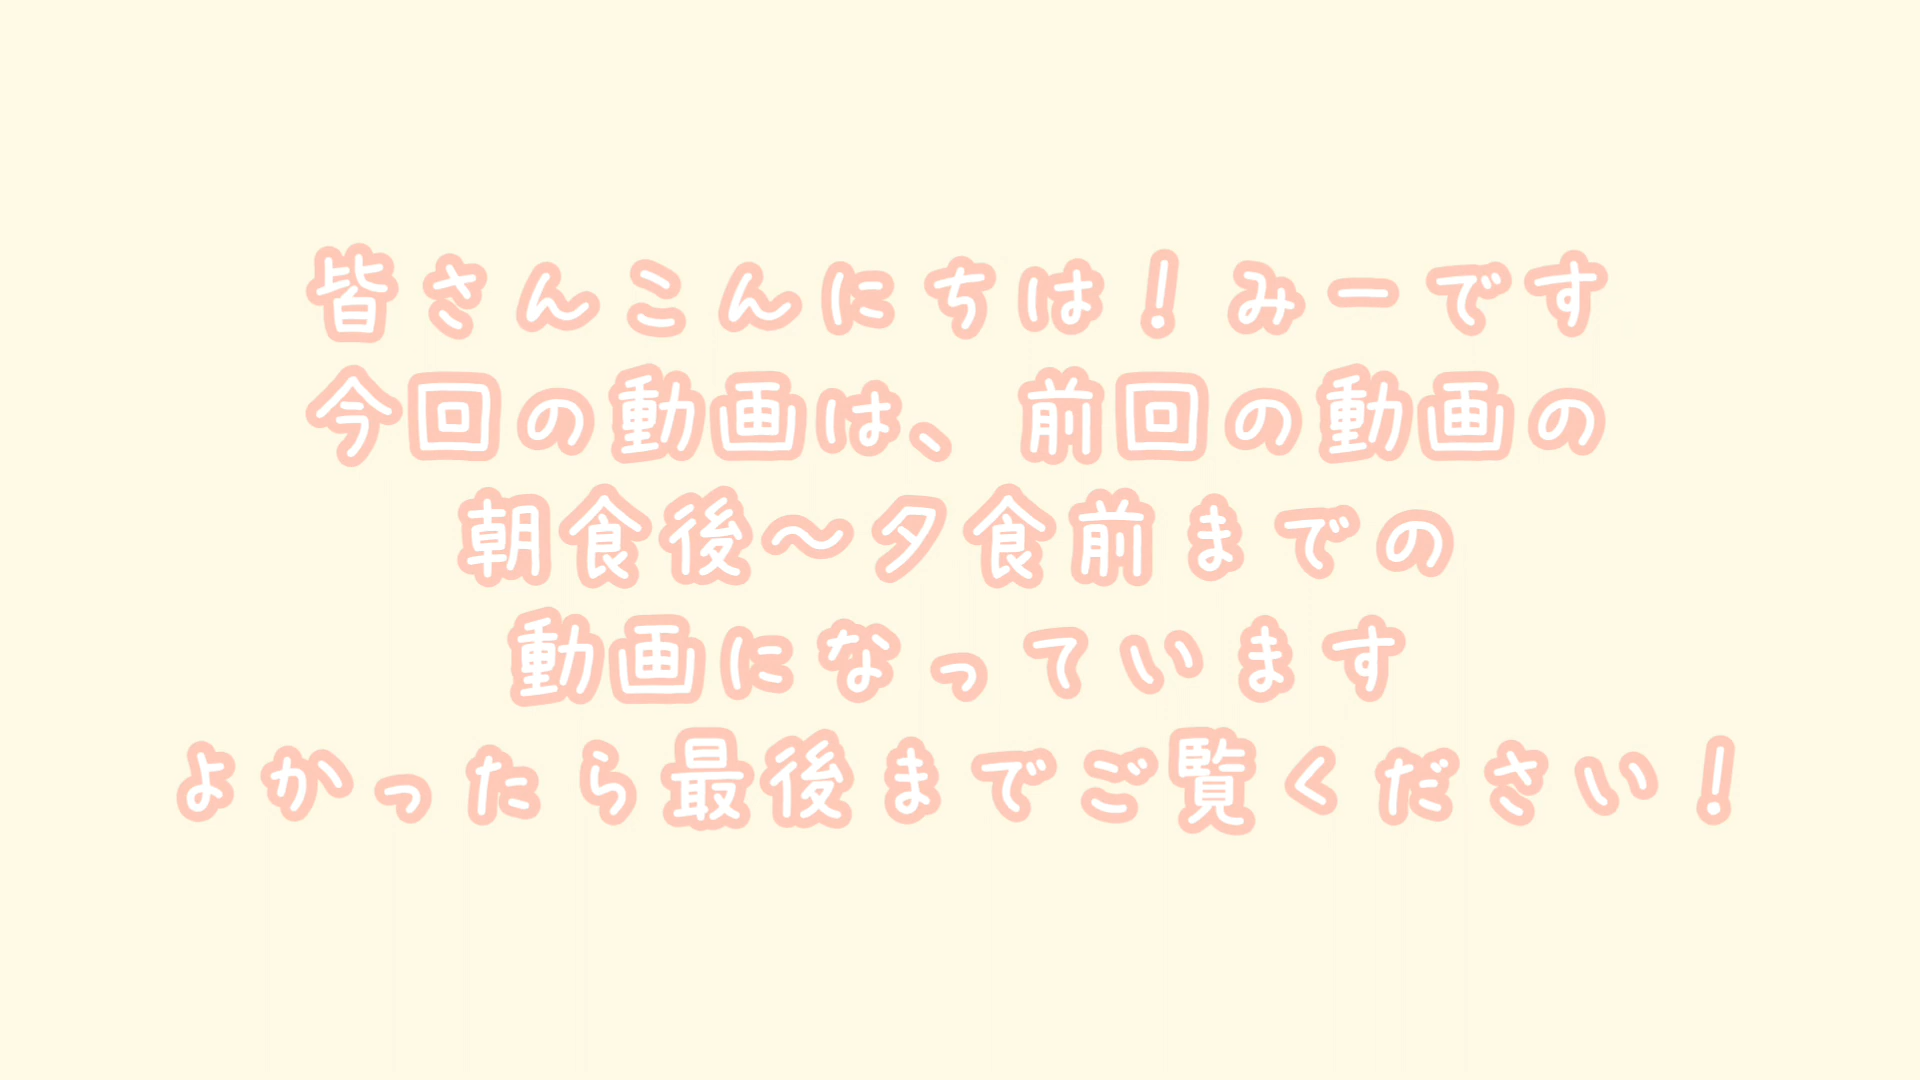 皆さんこんにちは！みーです
今回の動画は、前回の動画の
朝食後～夕食前までの
動画になっています
よかったら最後までご覧ください！